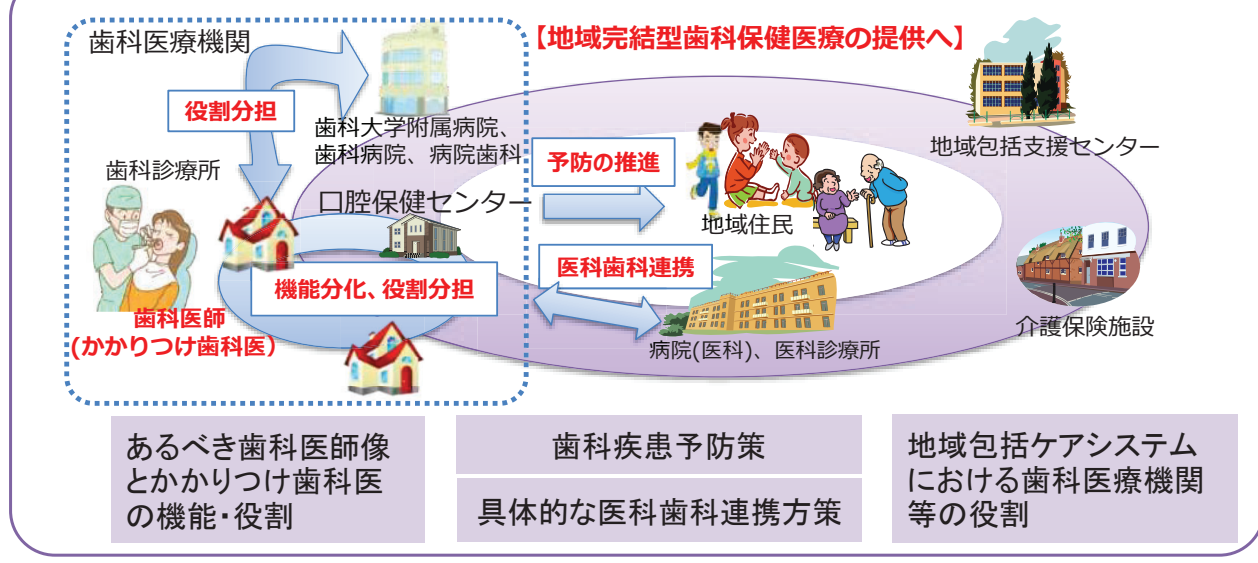 歯科医療機関
【地域完結型歯科保健医療の提供へ】
役割分担
歯科大学附属病院、
歯科病院、病院歯科
地域包括支援センター
歯科診療所
予防の推進
口腔保健センター
地域住民
医科歯科連携
機能分化、役割分担
歯科医師
(かかりつけ歯科医)
病院(医科)、医科診療所
介護保険施設
あるべき歯科医師像
とかかりつけ歯科医
の機能・役割
歯科疾患予防策
具体的な医科歯科連携方策
地域包括ケアシステム
における歯科医療機関
等の役割